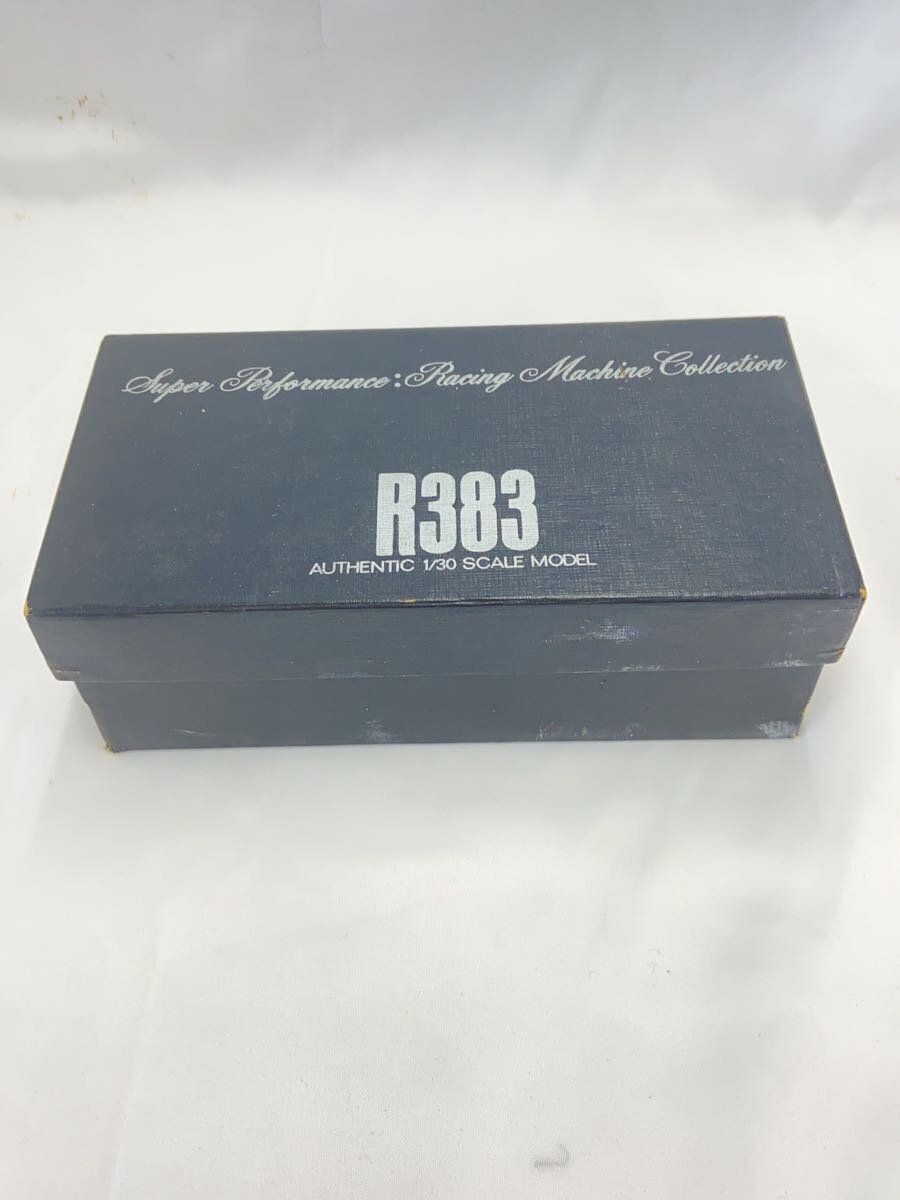 Super Performance: Racing Machine Collection
R383
AUTHENTIC 1/30 SCALE MODEL